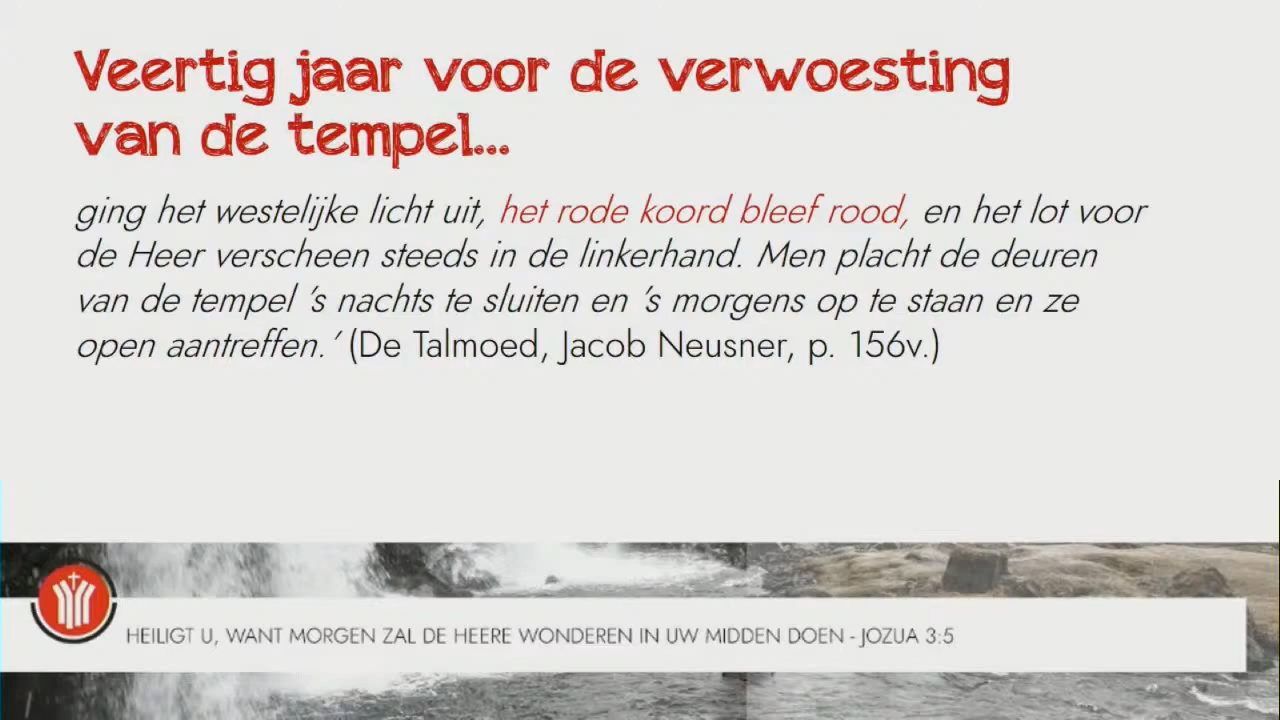 Veertig jaar voor de verwoesting
van de tempel...
ging het westelijke licht uit, het rode koord bleef rood, en het lot voor
de Heer verscheen steeds in de linkerhand. Men placht de deuren
van de tempel ’s nachts te sluiten en ’s morgens op te staan en ze
open aantreffen.’ (De Talmoed, Jacob Neusner, p. 156v.)
HEILIGT U, WANT MORGEN ZAL DE HEERE WONDEREN IN UW MIDDEN DOEN - JOZUA 3:5